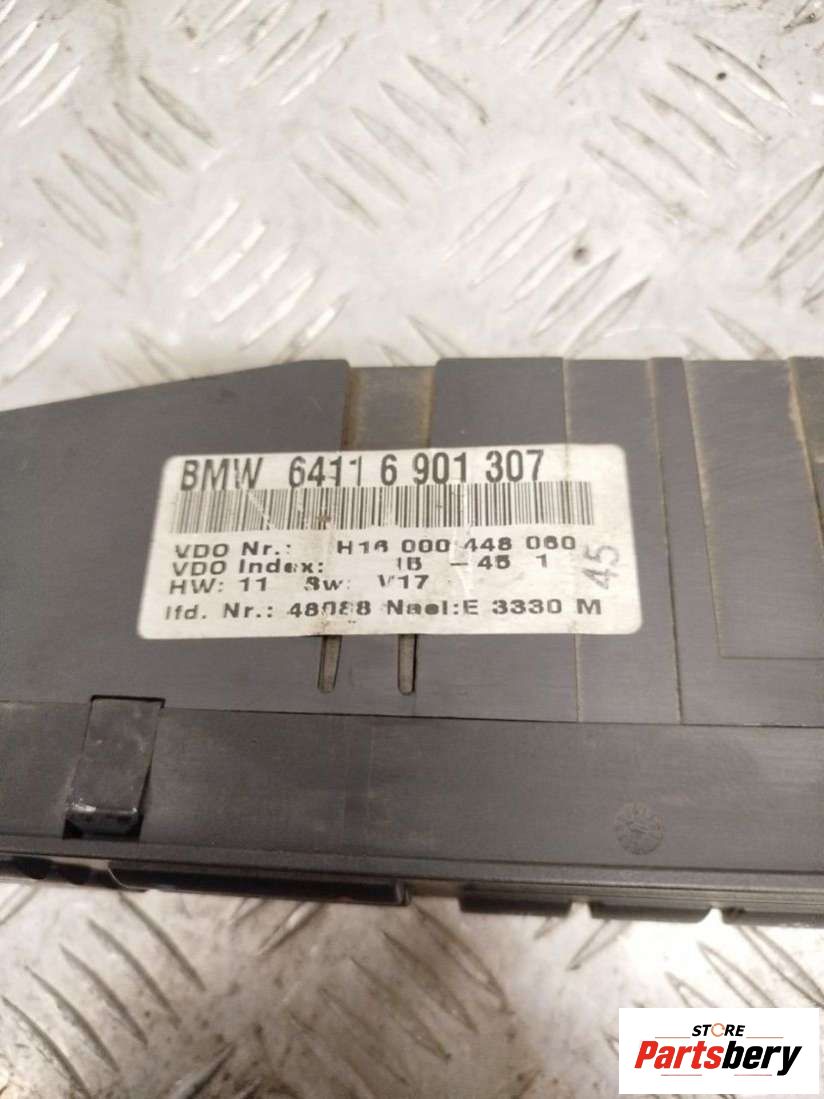 BMW 6411 6 901 307
VDO Nr.: H16 000 448 060
VDO Index: -45 1
HW: 11 Sw: V17
lfd. Nr.: 48088 Nael:E 3330 M
45
STORE
Partsbery